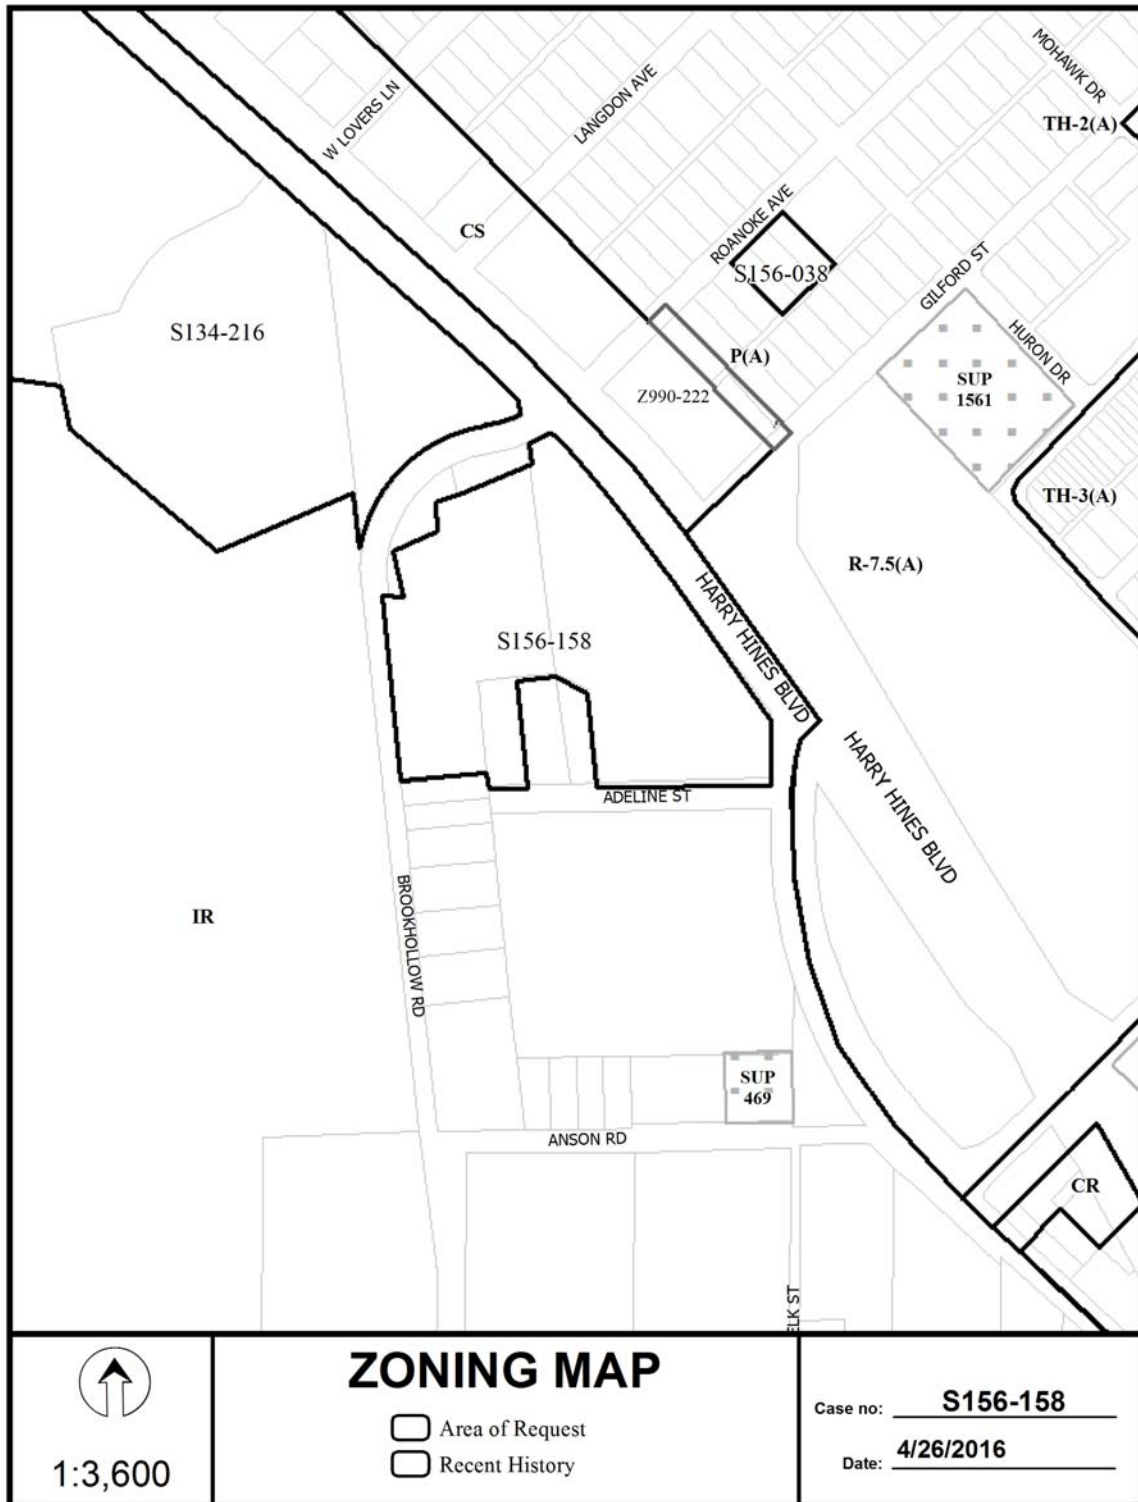 MOHAWK DR
TH-2(A)
LANGDON AVE
W LOVERS LN
CS
ROANOKE AVE
S156-038
GILFORD ST
S134-216
HURON DR
P(A)
SUP
1561
Z990-222
TH-3(A)
R-7.5(A)
HARRY HINES BLVD
S156-158
HARRY HINES BLVD
ADELINE ST
BROOKHOLLOW RD
IR
SUP
469
ANSON RD
CR
ELK ST
1:3,600
ZONING MAP
Area of Request
Recent History
Case no: S156-158
Date: 4/26/2016